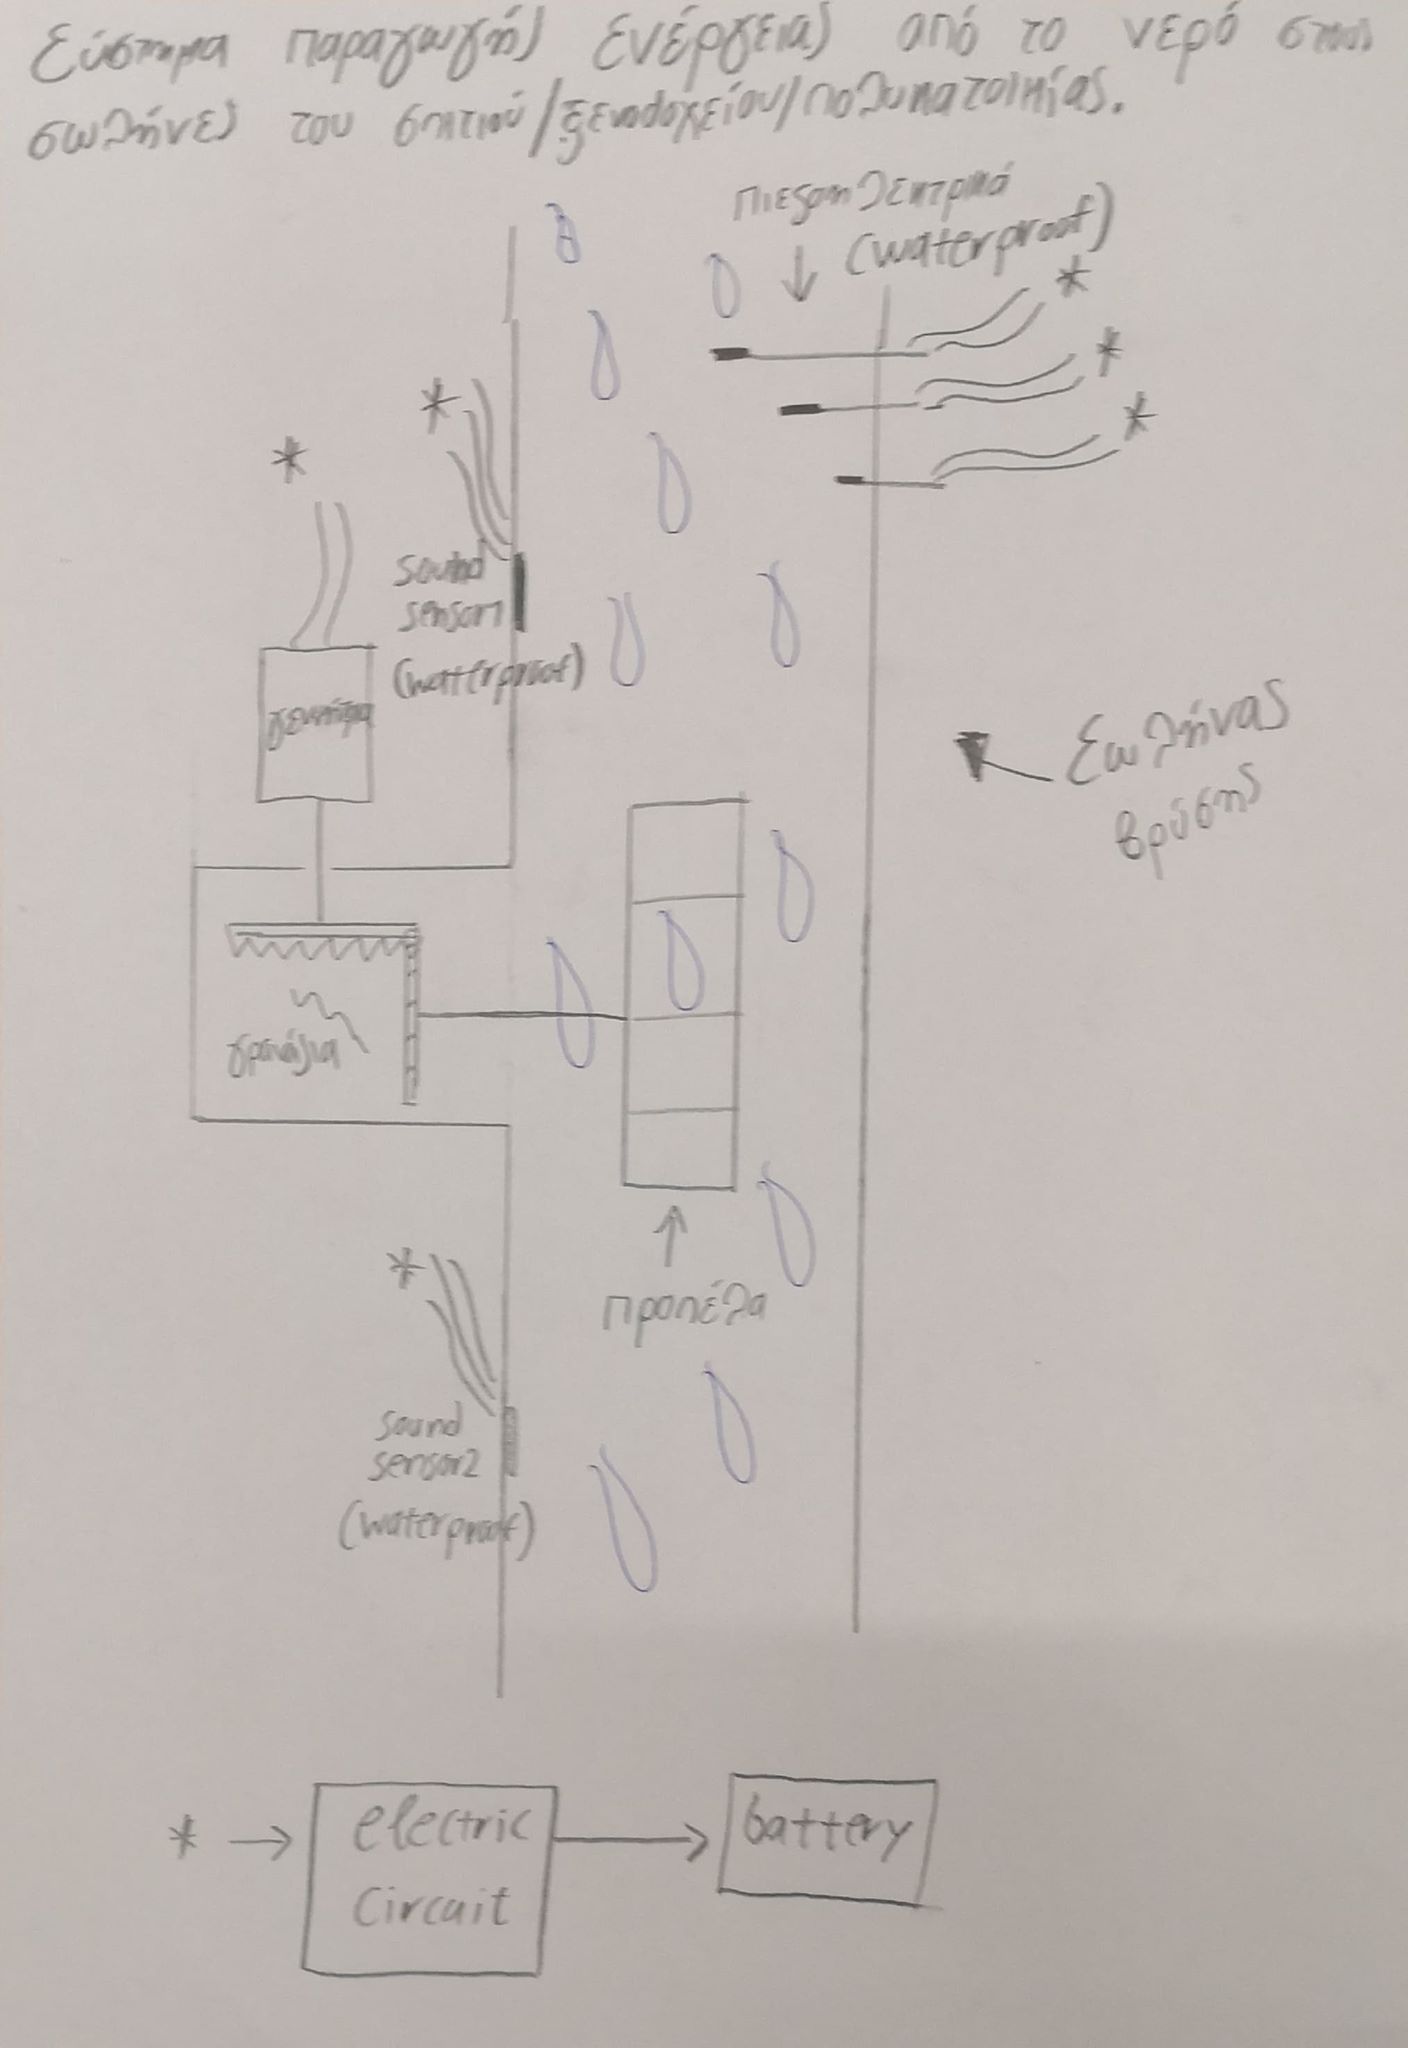 Σύστημα παραγωγής ενέργειας από το νερό στους
σωλήνες του σπιτιού/ξενοδοχείου/πολυκατοικίας.
πιεζοηλεκτρικά
(waterproof)
*
*
*
*
*
sound
sensor1
(waterproof)
γεννήτρια
Σωλήνας
βρύσης
γρανάζια
*
προπέλα
sound
sensor2
(waterproof)
* → electric
circuit
battery